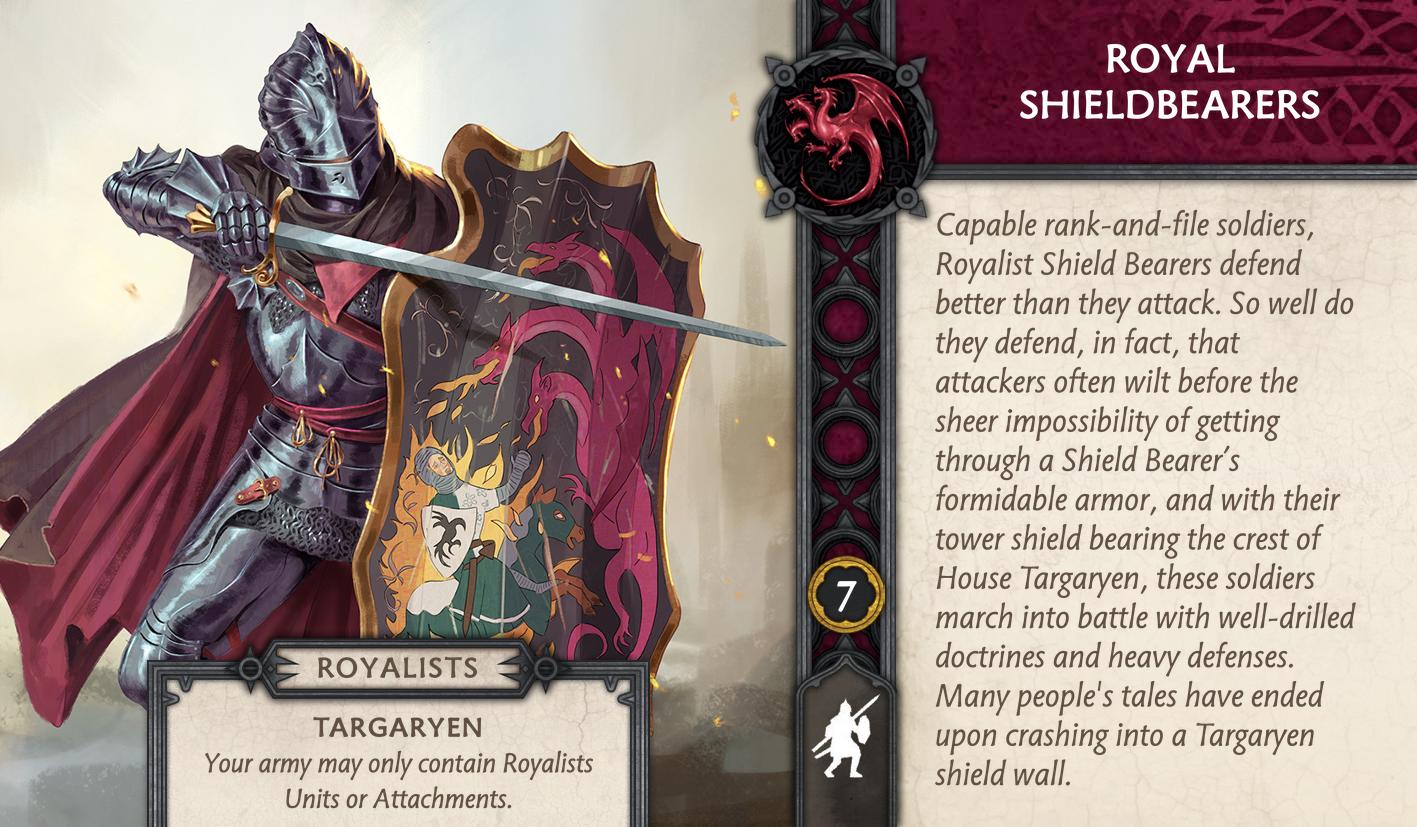 ROYAL
SHIELDBEARERS
Capable rank-and-file soldiers,
Royalist Shield Bearers defend
better than they attack. So well do
they defend, in fact, that
attackers often wilt before the
sheer impossibility of getting
through a Shield Bearer’s
formidable armor, and with their
tower shield bearing the crest of
House Targaryen, these soldiers
march into battle with well-drilled
doctrines and heavy defenses.
Many people's tales have ended
upon crashing into a Targaryen
shield wall.
7
ROYALISTS
TARGARYEN
Your army may only contain Royalists
Units or Attachments.